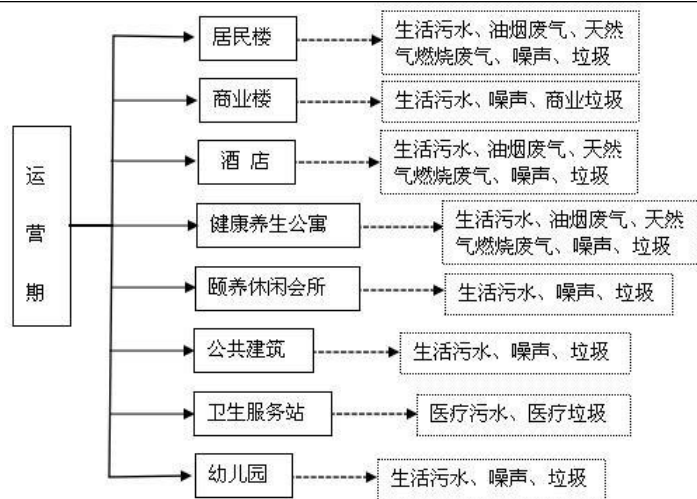 运营期
居民楼
生活污水、油烟废气、天然
气燃烧废气、噪声、垃圾
商业楼
生活污水、噪声、商业垃圾
酒 店
生活污水、油烟废气、天然
气燃烧废气、噪声、垃圾
健康养生公寓
生活污水、油烟废气、天然
气燃烧废气、噪声、垃圾
颐养休闲会所
生活污水、噪声、垃圾
公共建筑
生活污水、噪声、垃圾
卫生服务站
医疗污水、医疗垃圾
幼儿园
生活污水、噪声、垃圾